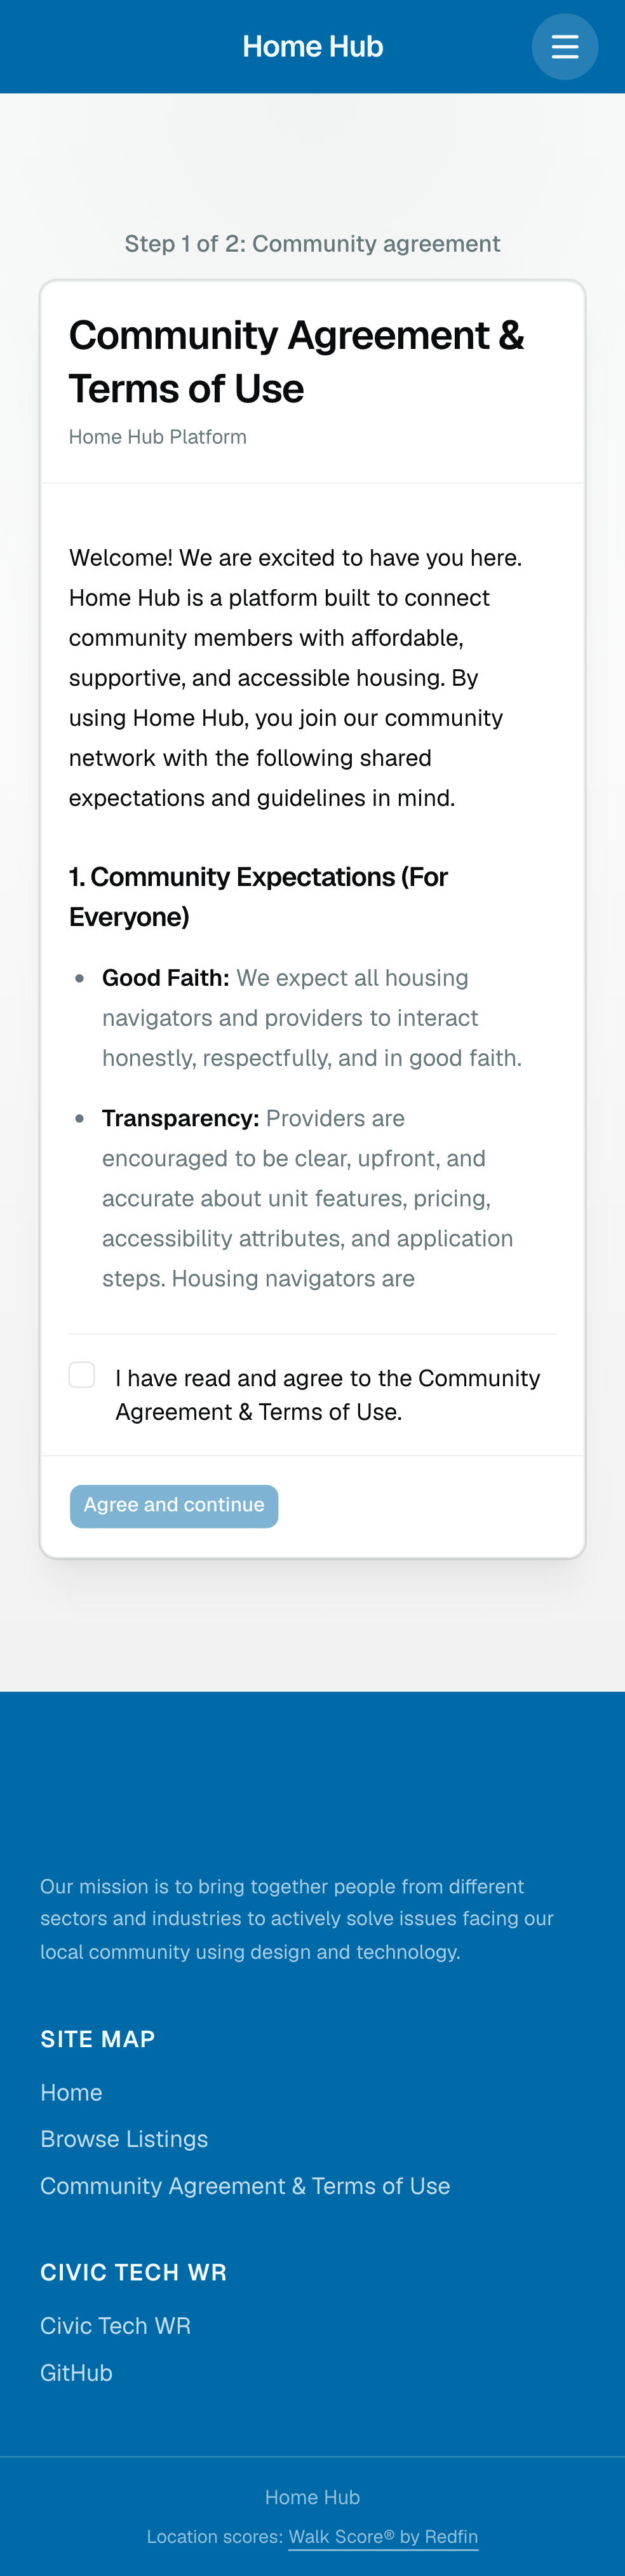 Home Hub
Step 1 of 2: Community agreement
Community Agreement &
Terms of Use
Home Hub Platform
Welcome! We are excited to have you here.
Home Hub is a platform built to connect
community members with affordable,
supportive, and accessible housing. By
using Home Hub, you join our community
network with the following shared
expectations and guidelines in mind.
1. Community Expectations (For
Everyone)
• Good Faith: We expect all housing
navigators and providers to interact
honestly, respectfully, and in good faith.
• Transparency: Providers are
encouraged to be clear, upfront, and
accurate about unit features, pricing,
accessibility attributes, and application
steps. Housing navigators are
I have read and agree to the Community
Agreement & Terms of Use.
Agree and continue
Our mission is to bring together people from different
sectors and industries to actively solve issues facing our
local community using design and technology.
SITE MAP
Home
Browse Listings
Community Agreement & Terms of Use
CIVIC TECH WR
Civic Tech WR
GitHub
Home Hub
Location scores: Walk Score® by Redfin